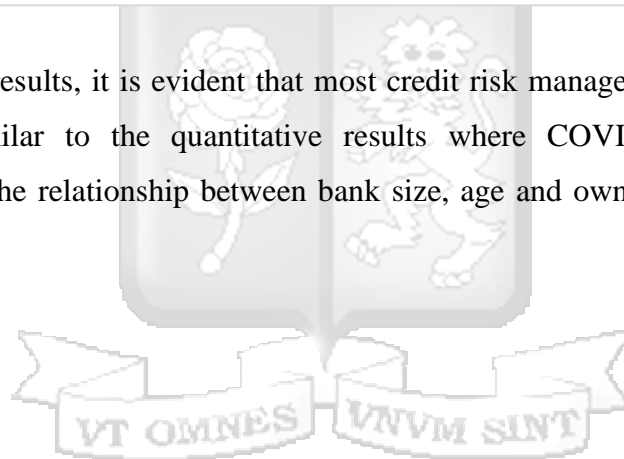 results, it is evident that most credit risk manage
ilar to the quantitative results where COVI
he relationship between bank size, age and own
VT OMNES VNVM SINT